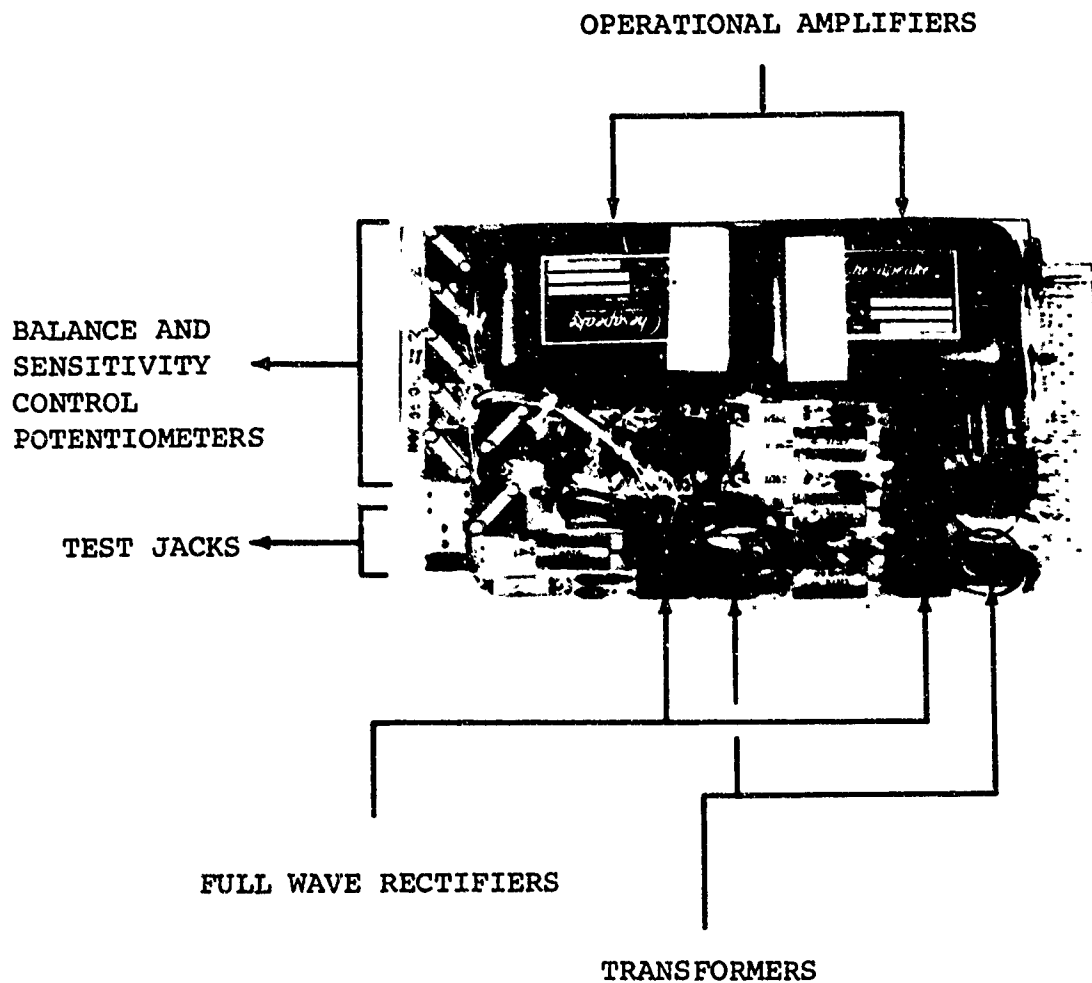 OPERATIONAL AMPLIFIERS
BALANCE AND
SENSITIVITY
CONTROL
POTENTIOMETERS
TEST JACKS
FULL WAVE RECTIFIERS
TRANSFORMERS